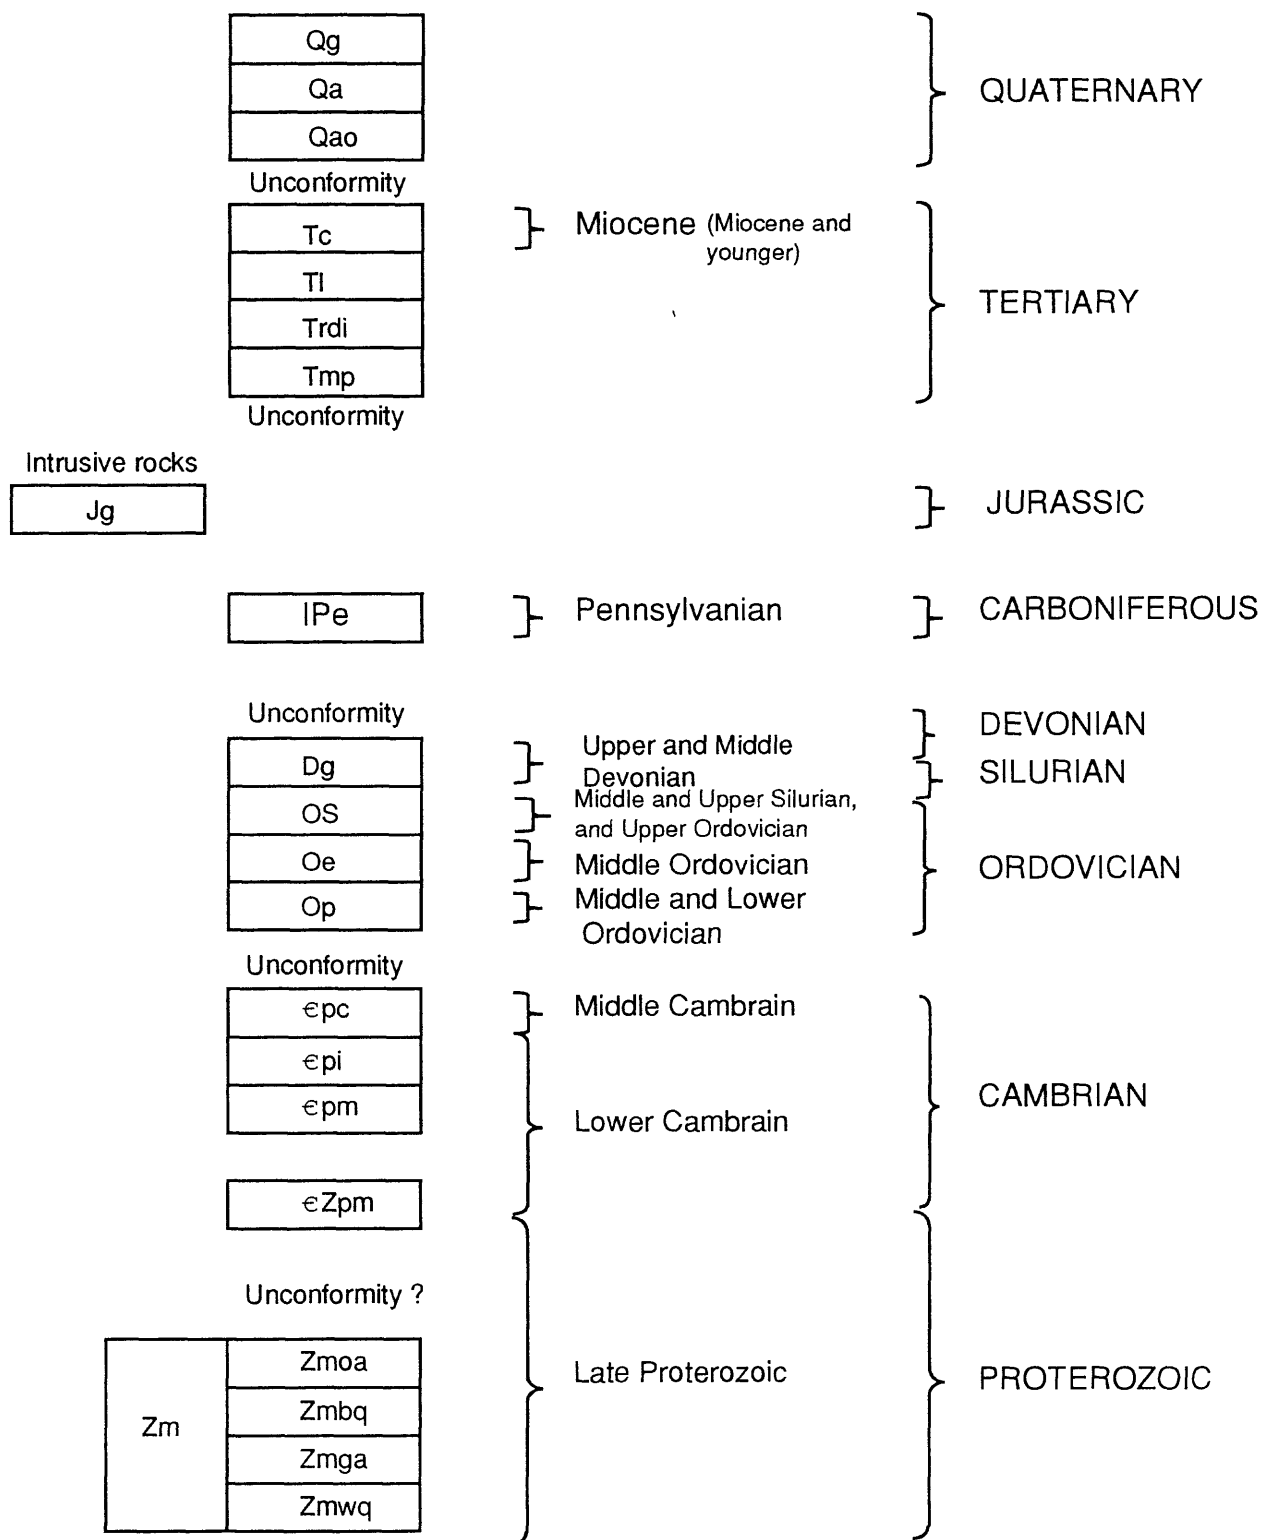 Qg
Qa
QUATERNARY
Qao
Unconformity
Tc
Miocene (Miocene and
younger)
Tl
TERTIARY
Trdi
Tmp
Unconformity
Intrusive rocks
Jg
JURASSIC
IPe
Pennsylvanian
CARBONIFEROUS
Unconformity
DEVONIAN
Dg
Upper and Middle
Devonian
SILURIAN
OS
Middle and Upper Silurian,
and Upper Ordovician
Oe
Middle Ordovician
ORDOVICIAN
Op
Middle and Lower
Ordovician
Unconformity
€pc
Middle Cambrain
€pi
€pm
Lower Cambrain
CAMBRIAN
€Zpm
Unconformity ?
Zm
Zmoa
Zmbq
Zmga
Zmwq
Late Proterozoic
PROTEROZOIC